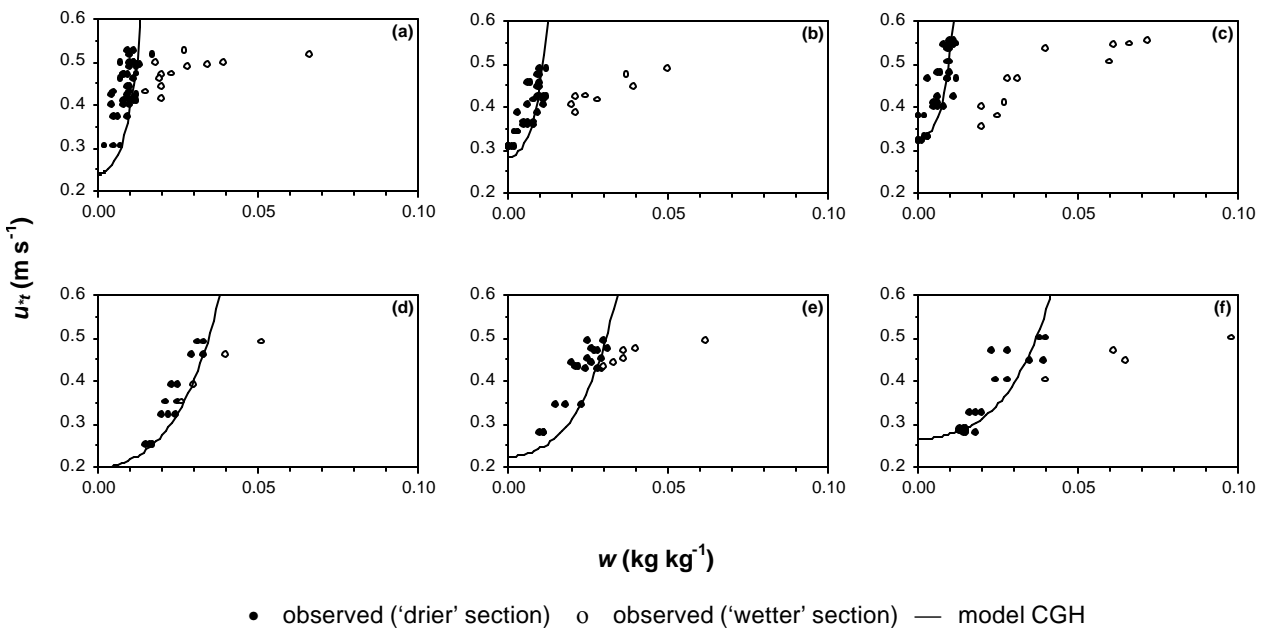 0.6 0.6 0.6
(a) (b) (c)
0.5 0.5 0.5
0.4 0.4 0.4
0.3 0.3 0.3
0.2 0.2 0.2
0.00 0.05 0.10 0.00 0.05 0.10 0.00 0.05 0.10
u*t (m s-1)
0.6 0.6 0.6
(d) (e) (f)
0.5 0.5 0.5
0.4 0.4 0.4
0.3 0.3 0.3
0.2 0.2 0.2
0.00 0.05 0.10 0.00 0.05 0.10 0.00 0.05 0.10
w (kg kg-1)
observed (‘drier’ section) observed (‘wetter’ section) model CGH